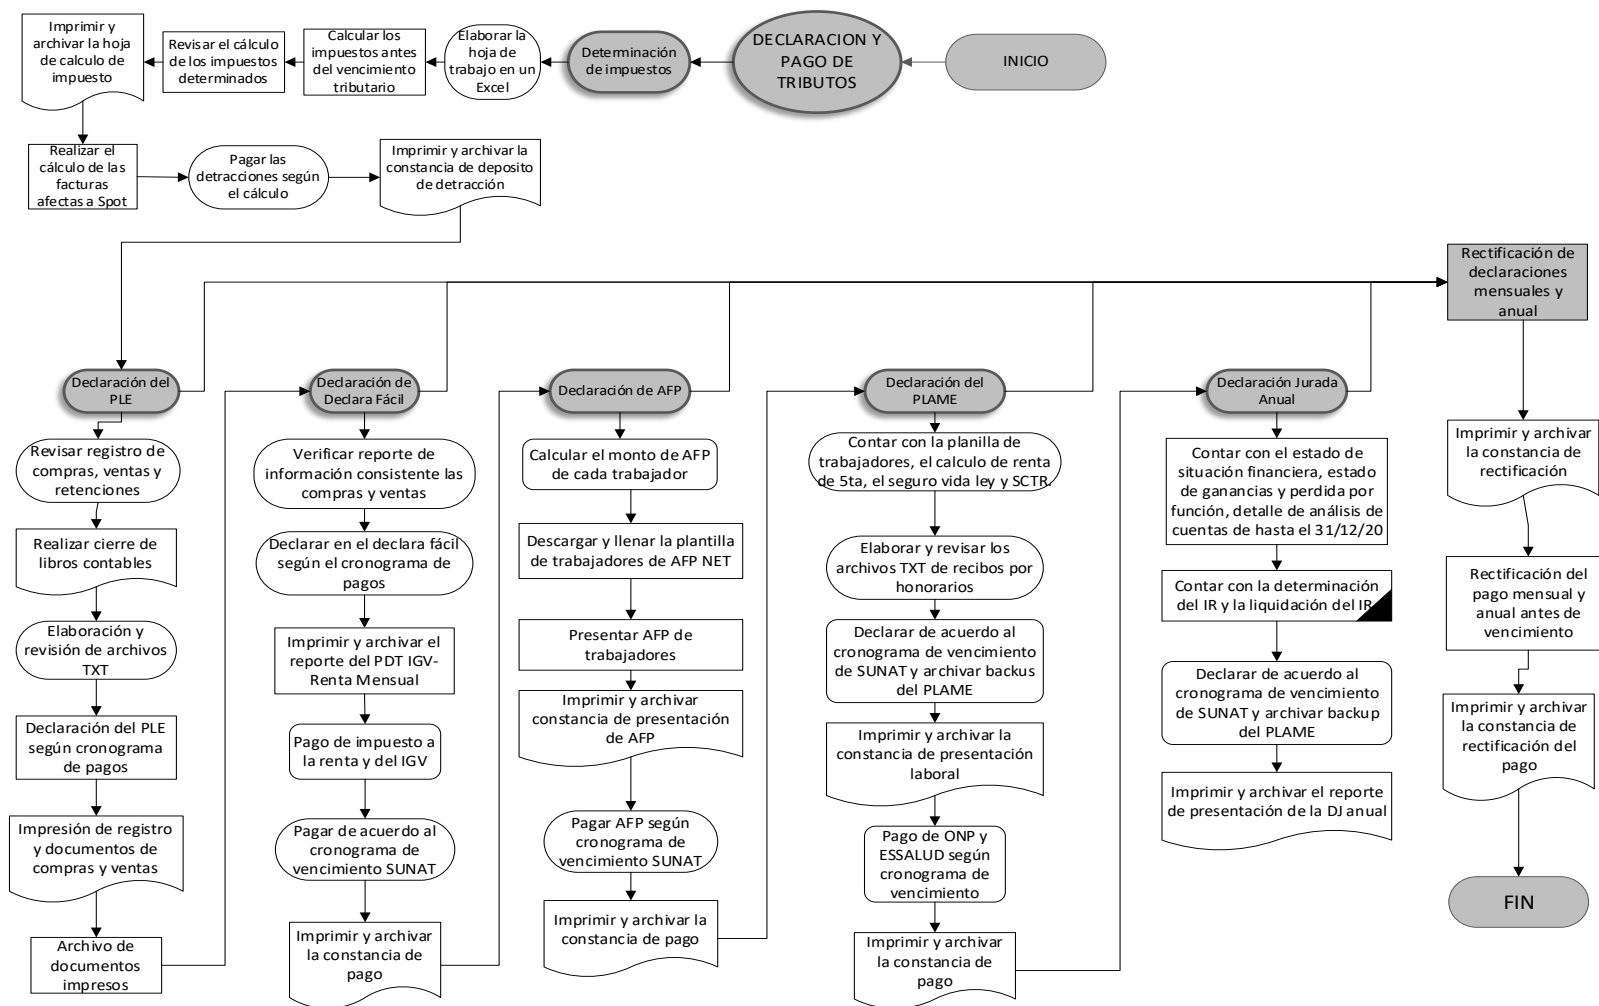 INICIO
DECLARACION Y
PAGO DE
TRIBUTOS
Determinación
de impuestos
Elaborar la
hoja de
trabajo en un
Excel
Calcular los
impuestos antes
del vencimiento
tributario
Revisar el cálculo
de los impuestos
determinados
Imprimir y
archivar la hoja
de calculo de
impuesto
Realizar el
cálculo de las
facturas
afectas a Spot
Pagar las
detracciones según
el cálculo
Imprimir y archivar la
constancia de deposito
de detracción
Declaración del
PLE
Revisar registro de
compras, ventas y
retenciones
Realizar cierre de
libros contables
Elaboración y
revisión de archivos
TXT
Declaración del PLE
según cronograma
de pagos
Impresión de registro
y documentos de
compras y ventas
Archivo de
documentos
impresos
Declaración de
Declara Fácil
Verificar reporte de
información consistente las
compras y ventas
Declarar en el declara fácil
según el cronograma de
pagos
Imprimir y archivar el
reporte del PDT IGV-
Renta Mensual
Pago de impuesto a
la renta y del IGV
Pagar de acuerdo al
cronograma de
vencimiento SUNAT
Imprimir y archivar
la constancia de
pago
Declaración de AFP
Calcular el monto de AFP
de cada trabajador
Descargar y llenar la plantilla
de trabajadores de AFP NET
Presentar AFP de
trabajadores
Imprimir y archivar
constancia de presentación
de AFP
Pagar AFP según
cronograma de
vencimiento SUNAT
Imprimir y archivar la
constancia de pago
Declaración del
PLAME
Contar con la planilla de
trabajadores, el calculo de renta
de 5ta, el seguro vida ley y SCTR.
Elaborar y revisar los
archivos TXT de recibos por
honorarios
Declarar de acuerdo al
cronograma de vencimiento
de SUNAT y archivar backus
del PLAME
Imprimir y archivar la
constancia de presentación
laboral
Pago de ONP y
ESSALUD según
cronograma de
vencimiento
Imprimir y archivar
la constancia de
pago
Declaración Jurada
Anual
Contar con el estado de
situación financiera, estado
de ganancias y perdida por
función, detalle de análisis de
cuentas de hasta el 31/12/20
Contar con la determinación
del IR y la liquidación del IR
Declarar de acuerdo al
cronograma de vencimiento
de SUNAT y archivar backup
del PLAME
Imprimir y archivar el reporte
de presentación de la DJ anual
Rectificación de
declaraciones
mensuales y
anual
Imprimir y archivar
la constancia de
rectificación
Rectificación del
pago mensual y
anual antes de
vencimiento
Imprimir y archivar
la constancia de
rectificación del
pago
FIN